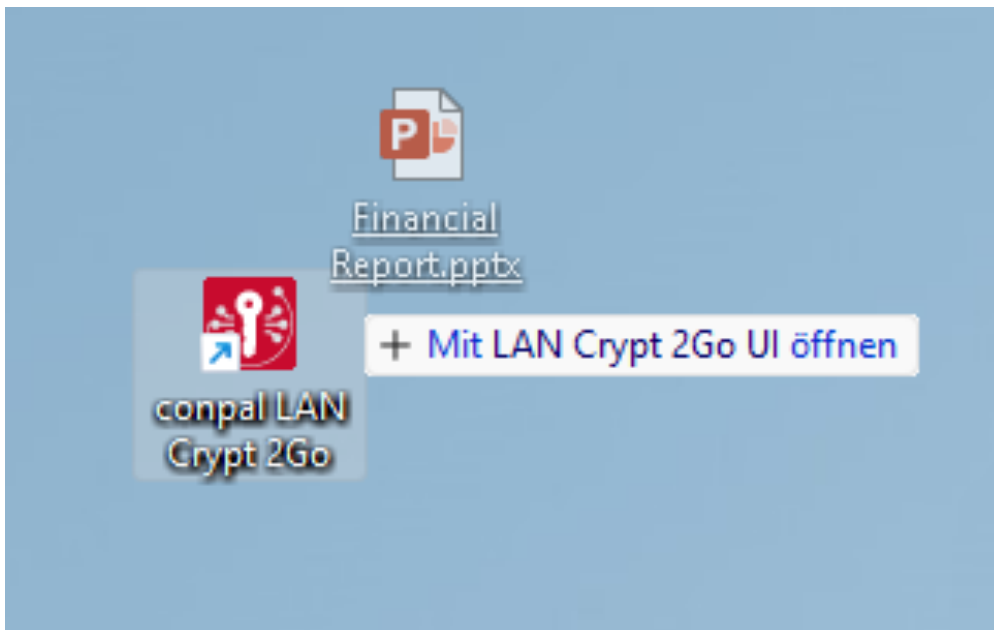 P
Financial
Report.pptx
+ Mit LAN Crypt 2Go UI öffnen
conpal LAN
Crypt 2Go